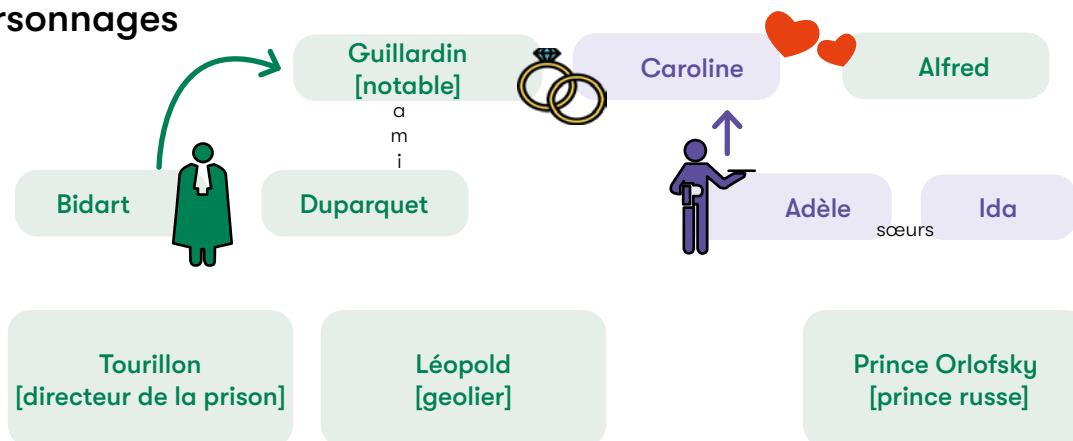 rsonnages
Guillardin
[notable]
Caroline
Alfred
a
m
i
Bidart
Duparquet
Adèle
Ida
sœurs
Tourillon
[directeur de la prison]
Léopold
[geolier]
Prince Orlofsky
[prince russe]